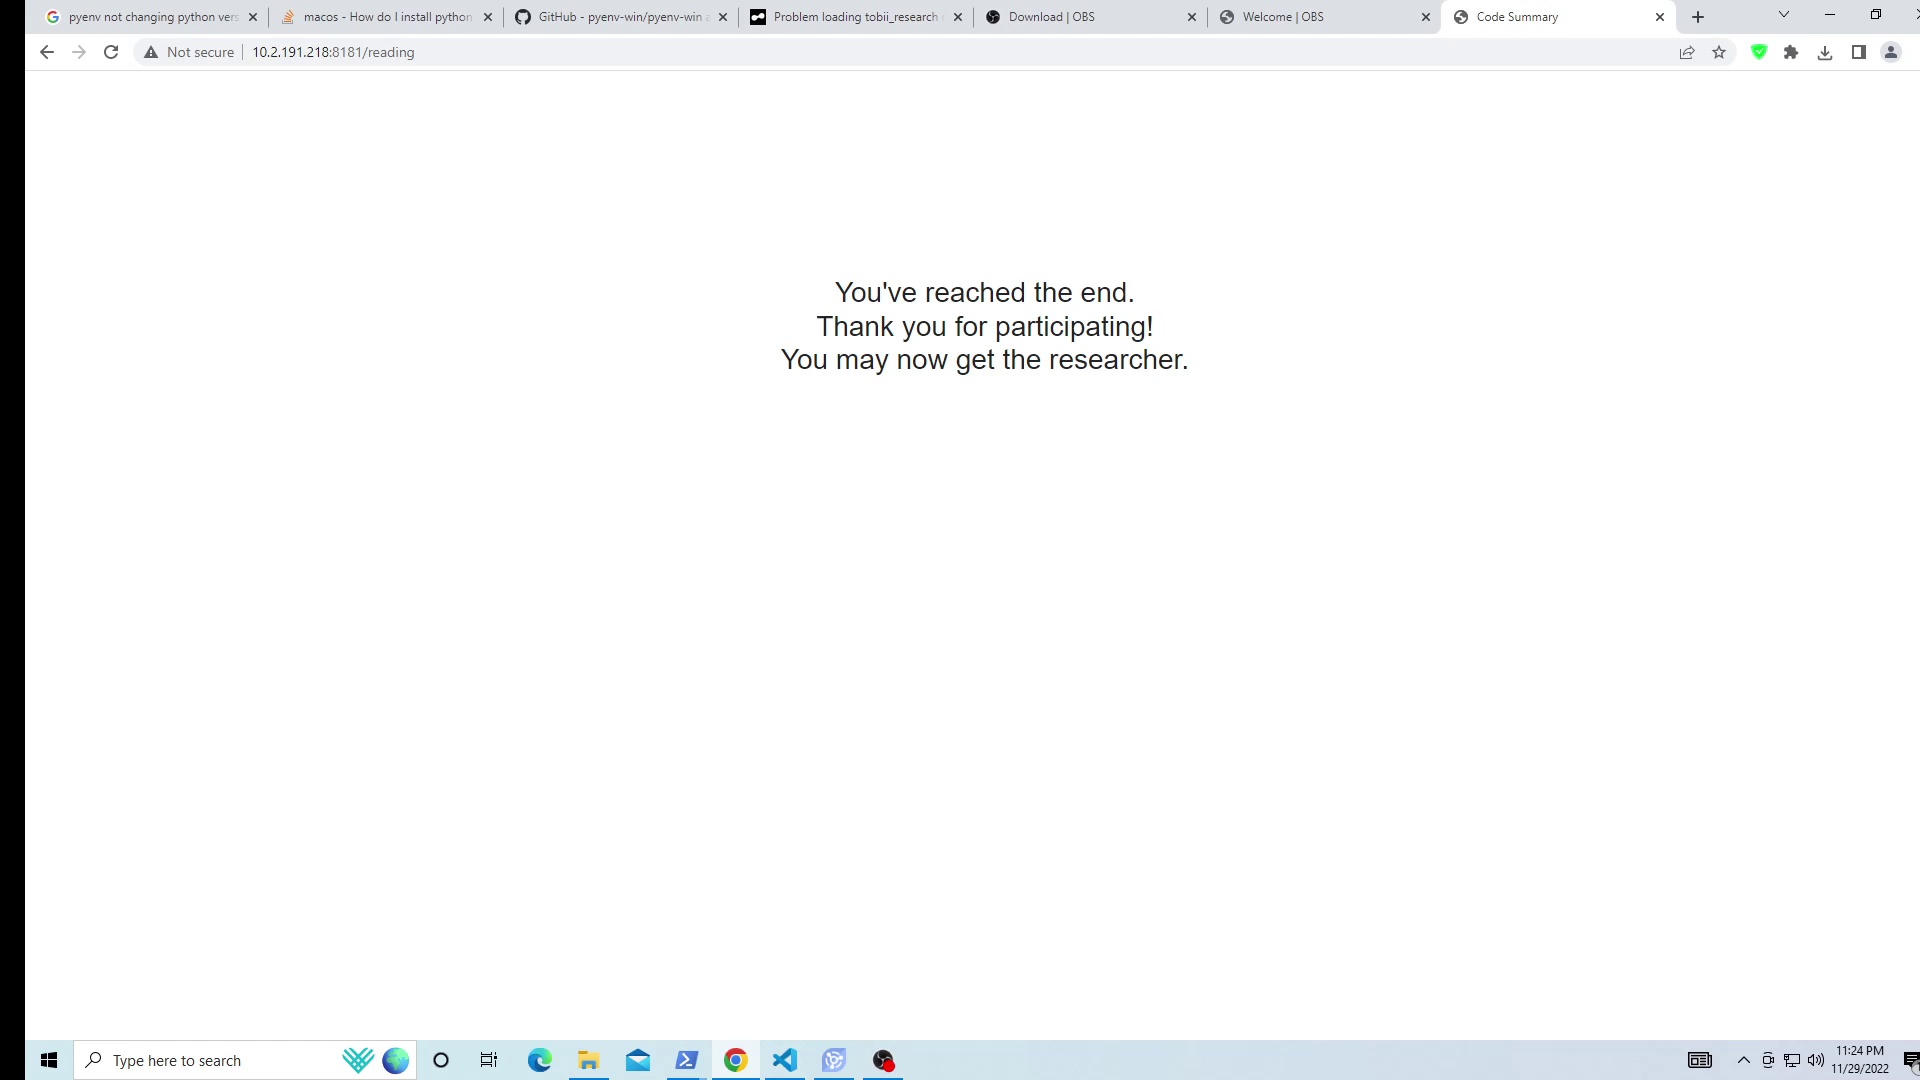 pyenv not changing python vers
macos - How do I install python
GitHub - pyenv-win/pyenv-win a
Problem loading tobii_research
Download | OBS
Welcome | OBS
Code Summary
Not secure
10.2.191.218:8181/reading
You've reached the end.
Thank you for participating!
You may now get the researcher.
Type here to search
11:24 PM
11/29/2022